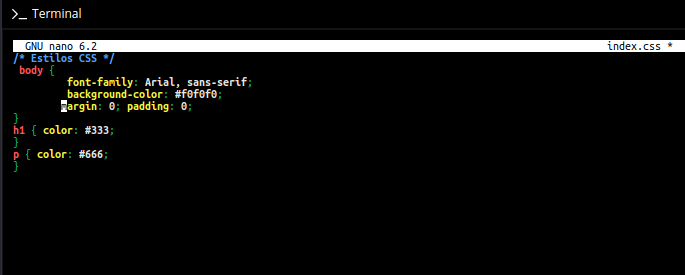 >_ Terminal
GNU nano 6.2 index.css *
/* Estilos CSS */
body {
font-family: Arial, sans-serif;
background-color: #f0f0f0;
margin: 0; padding: 0;
}
h1 { color: #333;
}
p { color: #666;
}